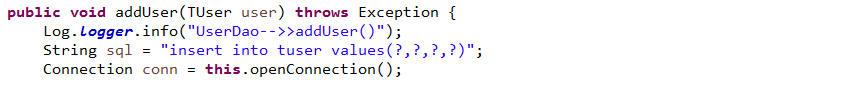 public void addUser(TUser user) throws Exception {
Log.logger.info("UserDao-->>addUser()");
String sql = "insert into tuser values(?,?,?,?)";
Connection conn = this.openConnection();